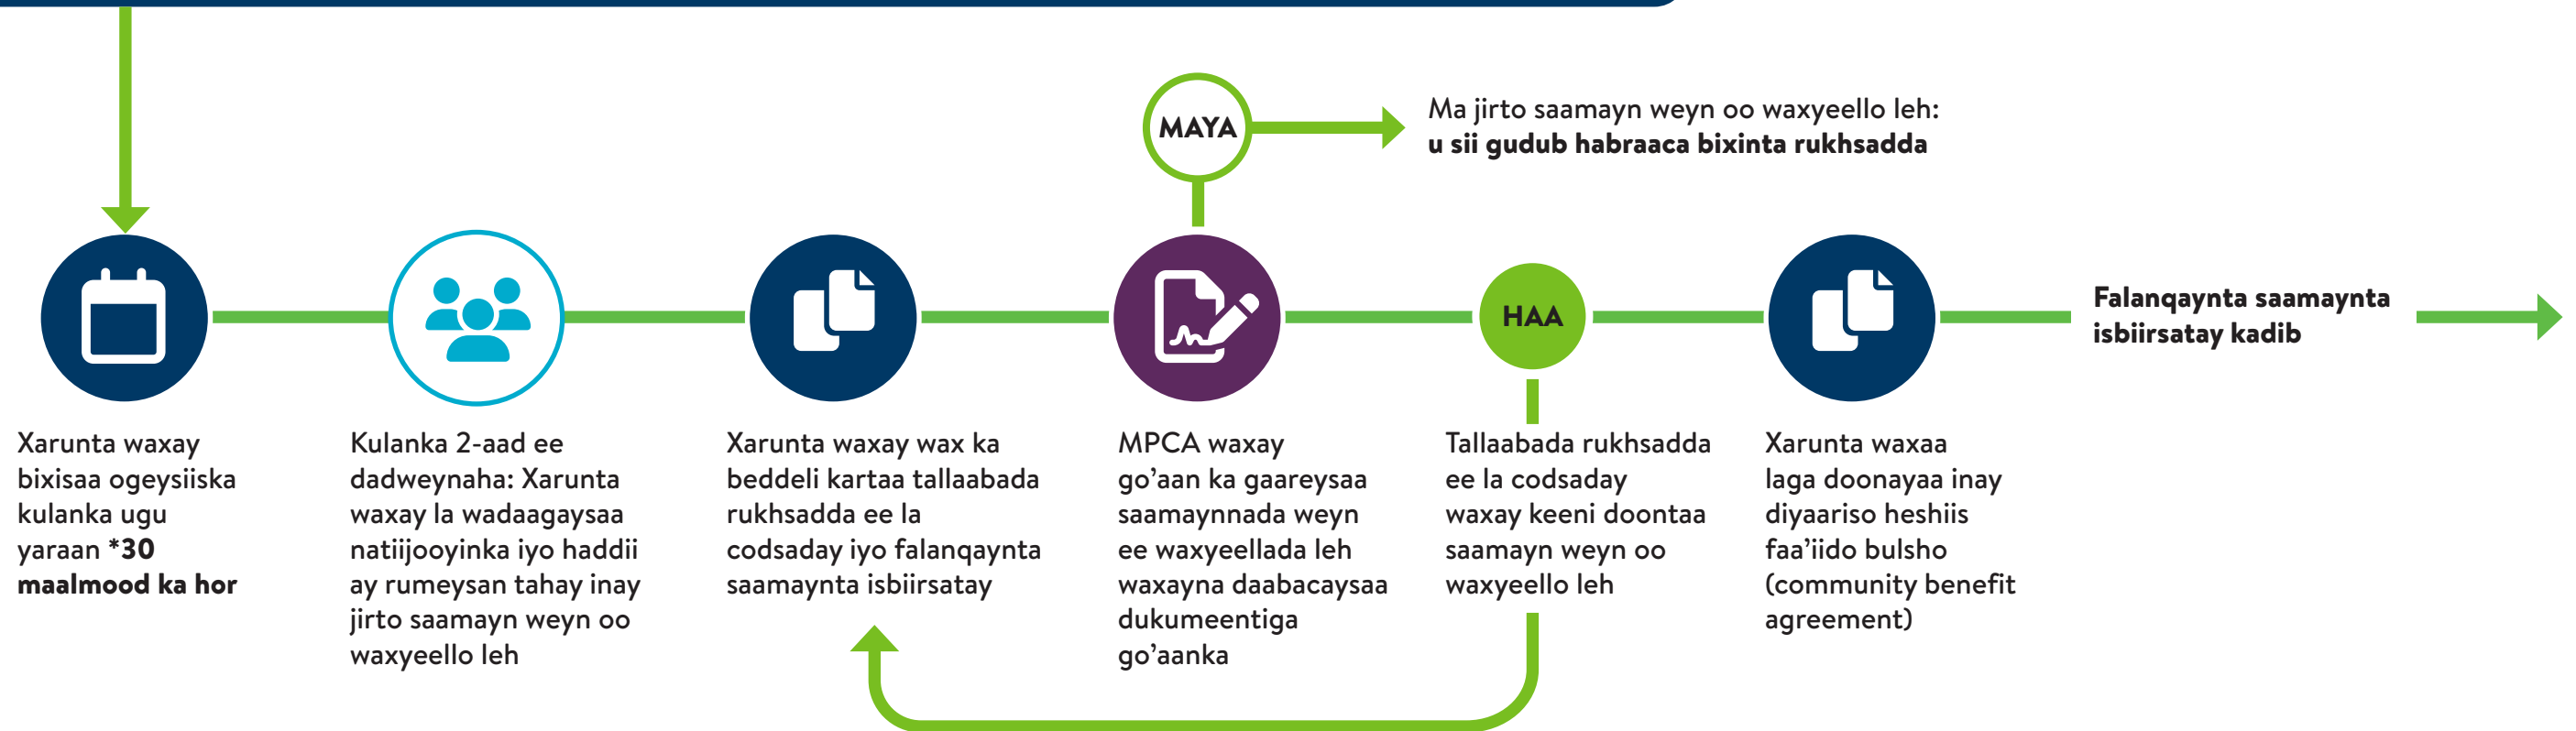 MAYA
Ma jirto saamayn weyn oo waxyeello leh:
u sii gudub habraaca bixinta rukhsadda
Xarunta waxay
bixisaa ogeysiiska
kulanka ugu
yaraan *30
maalmood ka hor
Kulanka 2-aad ee
dadweynaha: Xarunta
waxay la wadaagaysaa
natiijooyinka iyo haddii
ay rumeysan tahay inay
jirto saamayn weyn oo
waxyeello leh
Xarunta waxay wax ka
beddeli kartaa tallaabada
rukhsadda ee la
codsaday iyo falanqaynta
saamaynta isbiirsatay
MPCA waxay
go'aan ka gaareysaa
saamaynnada weyn
ee waxyeellada leh
waxayna daabacaysaa
dukumeentiga
go'aanka
HAA
Tallaabada rukhsadda
ee la codsaday
waxay keeni doontaa
saamayn weyn oo
waxyeello leh
Xarunta waxaa
laga doonayaa inay
diyaariso heshiis
faa'iido bulsho
(community benefit
agreement)
Falanqaynta saamaynta
isbiirsatay kadib